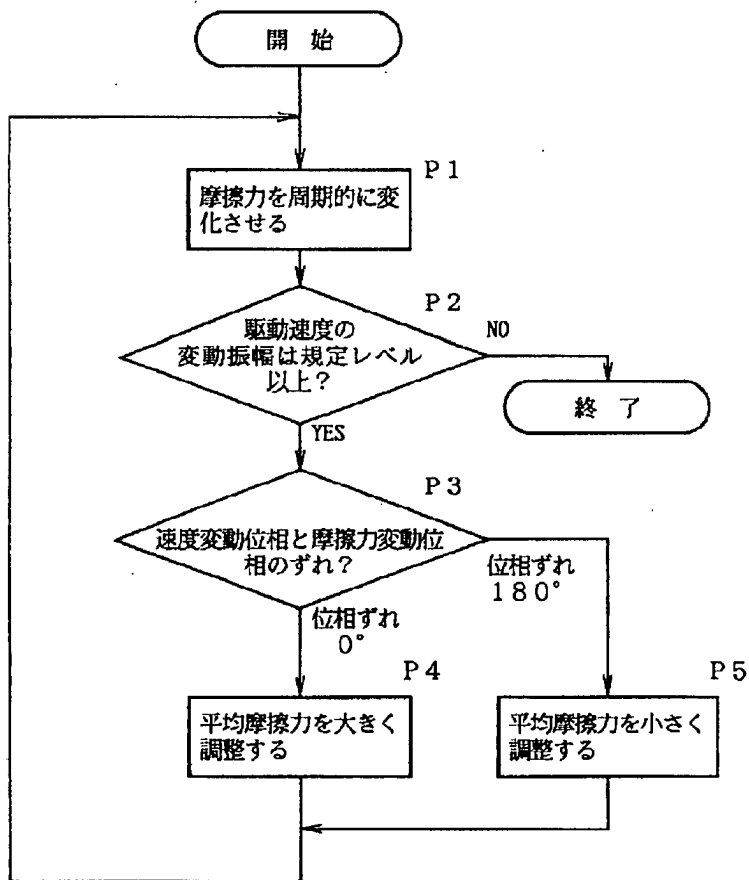 開 始
P1
摩擦力を周期的に変
化させる
P2
駆動速度の
変動振幅は規定レベル
以上?
NO
終 了
YES
P3
速度変動位相と摩擦力変動位
相のずれ?
位相ずれ
180°
位相ずれ
0°
P4
平均摩擦力を大きく
調整する
P5
平均摩擦力を小さく
調整する